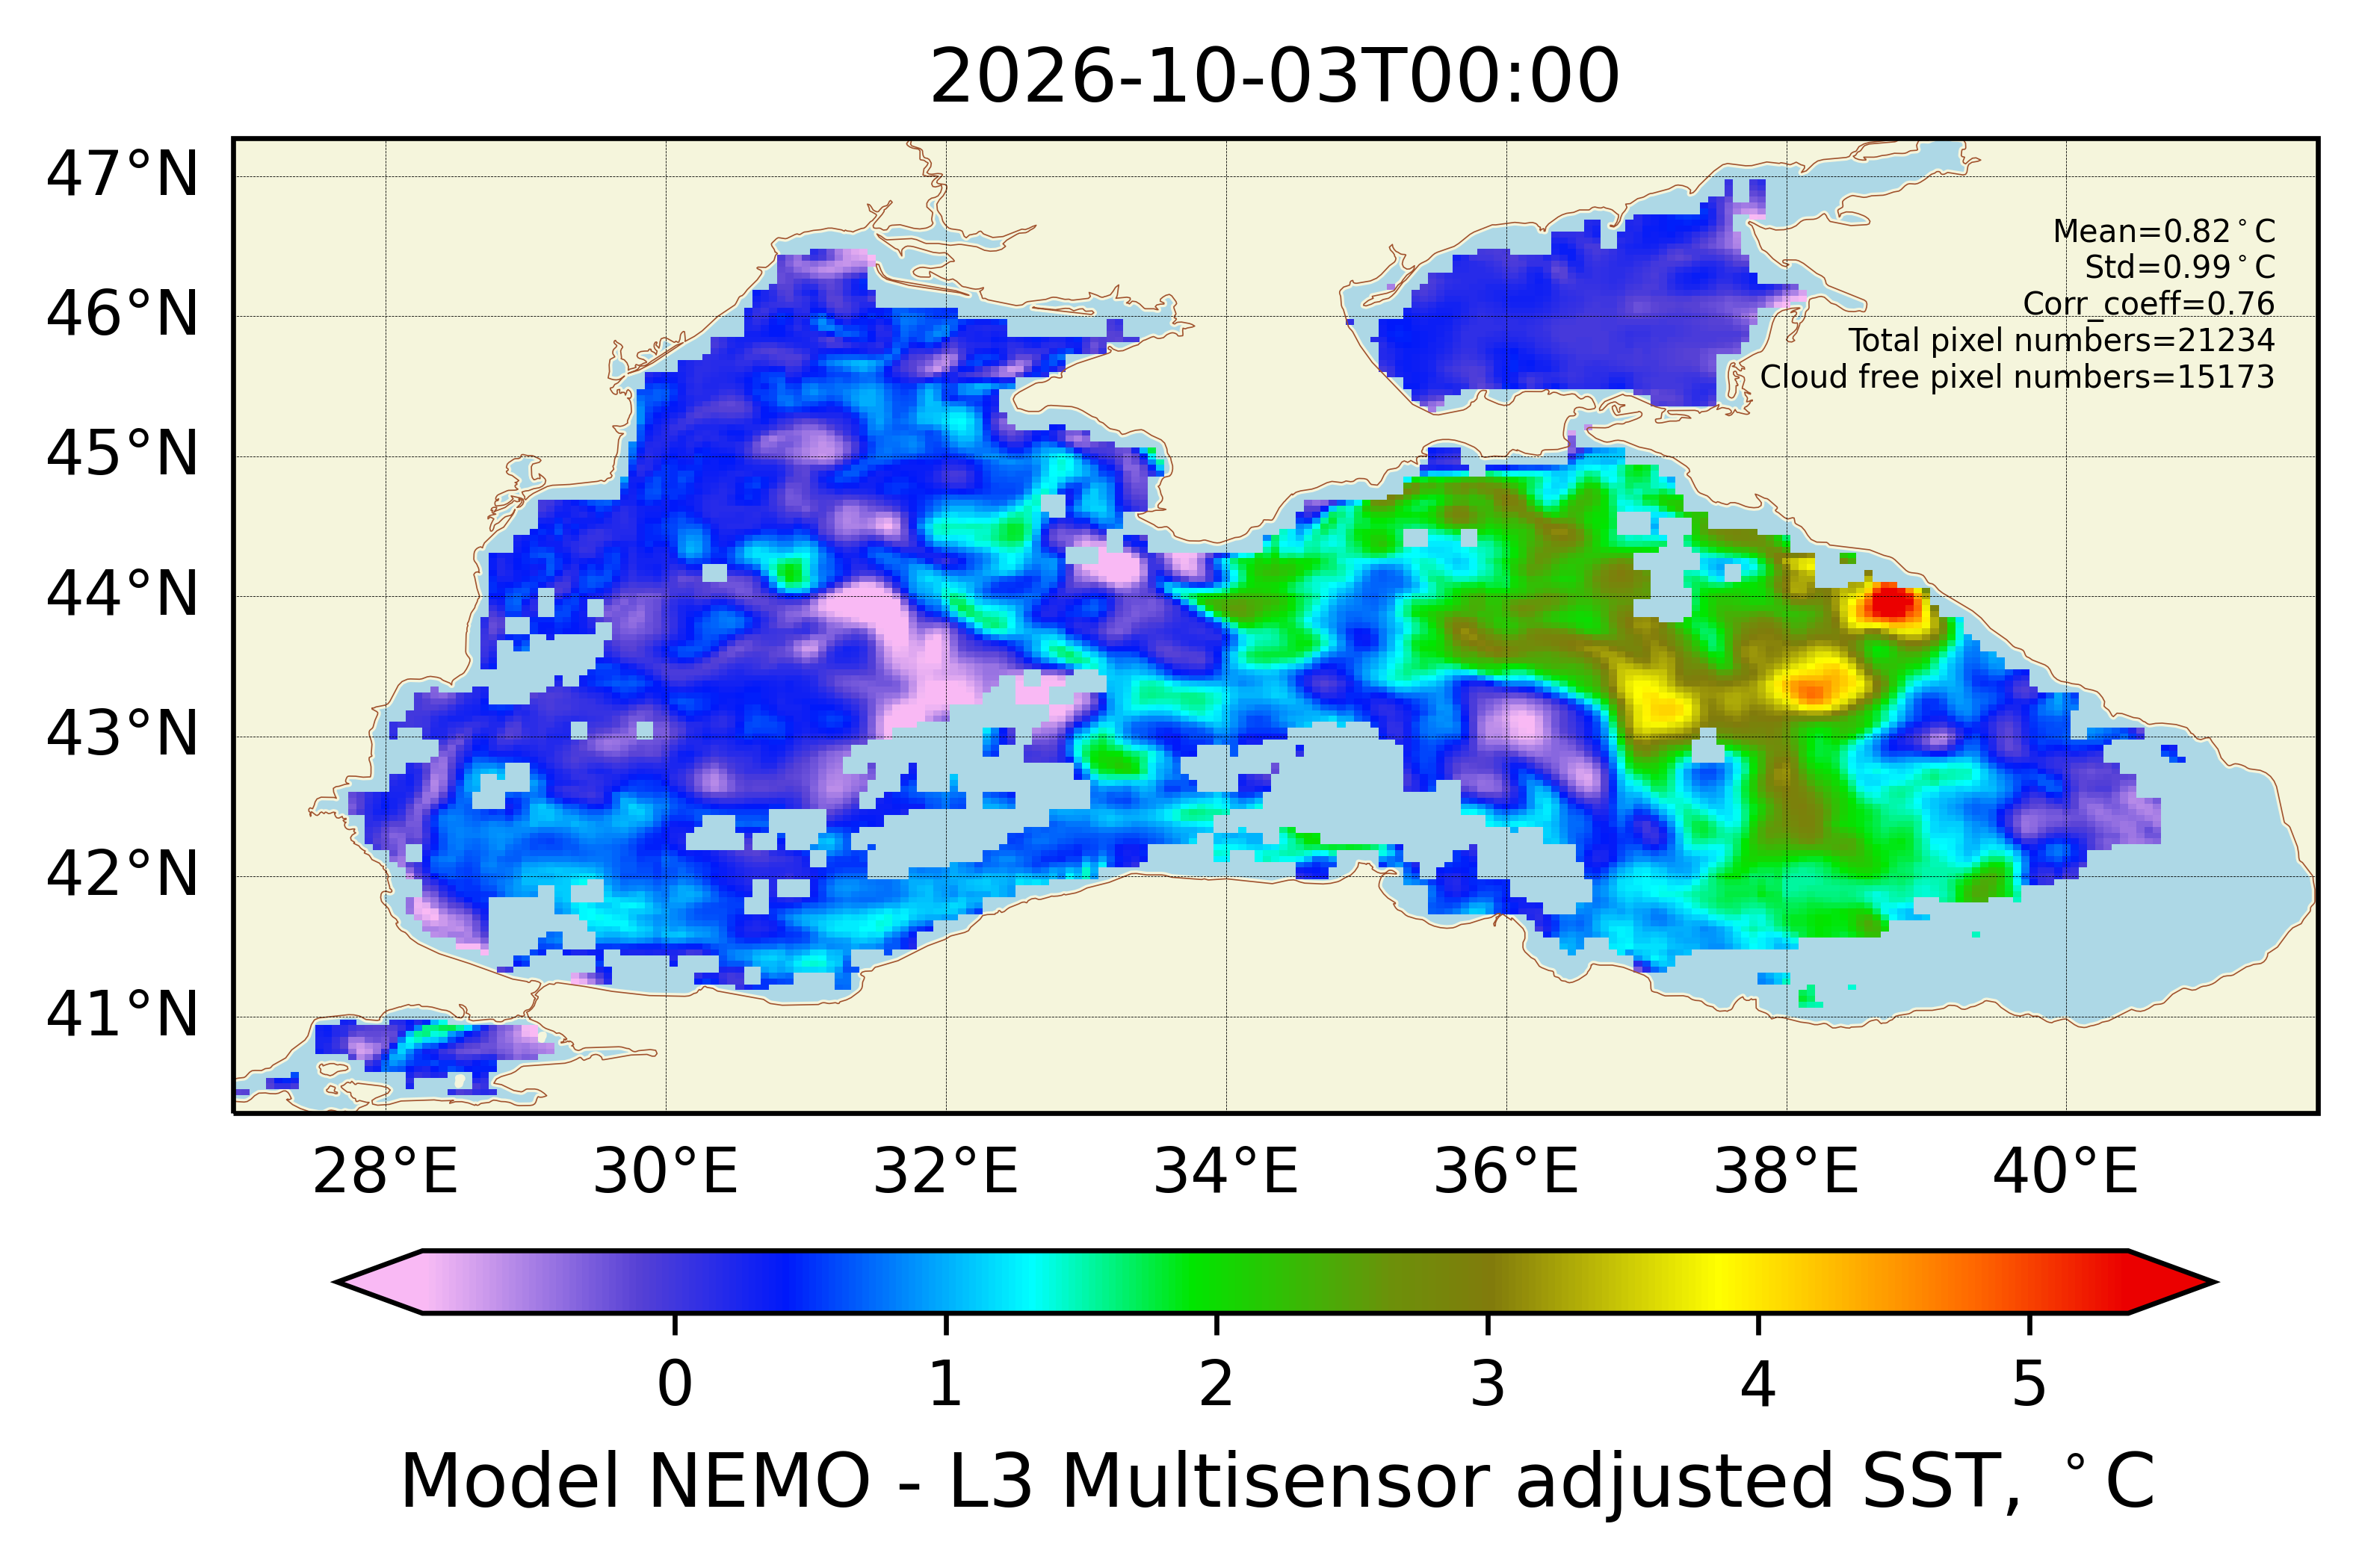 2026-10-03T00:00
47°N
46°N
45°N
44°N
43°N
42°N
41°N
Mean=0.82°C
Std=0.99°C
Corr_coeff=0.76
Total pixel numbers=21234
Cloud free pixel numbers=15173
28°E 30°E 32°E 34°E 36°E 38°E 40°E
0 1 2 3 4 5
Model NEMO - L3 Multisensor adjusted SST, °C